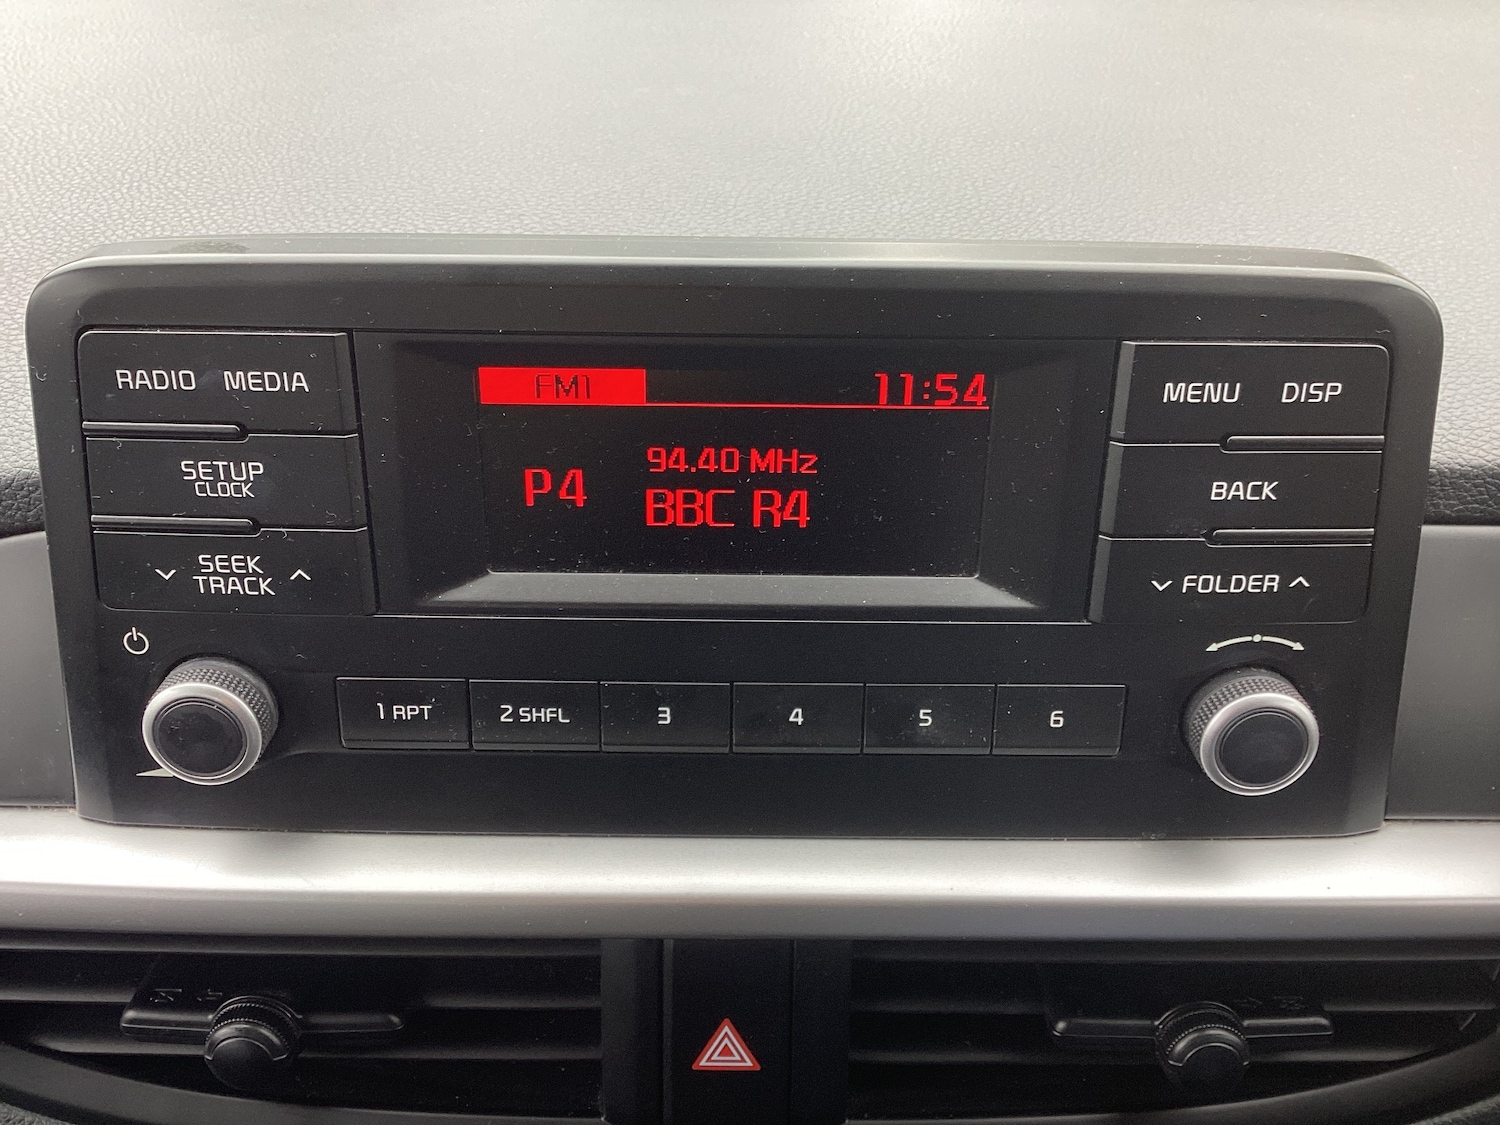 RADIO MEDIA
SETUP
CLOCK
SEEK
TRACK
FM1 11:54
94.40 MHz
P4
BBC R4
MENU DISP
BACK
FOLDER
1 RPT 2 SHFL 3 4 5 6